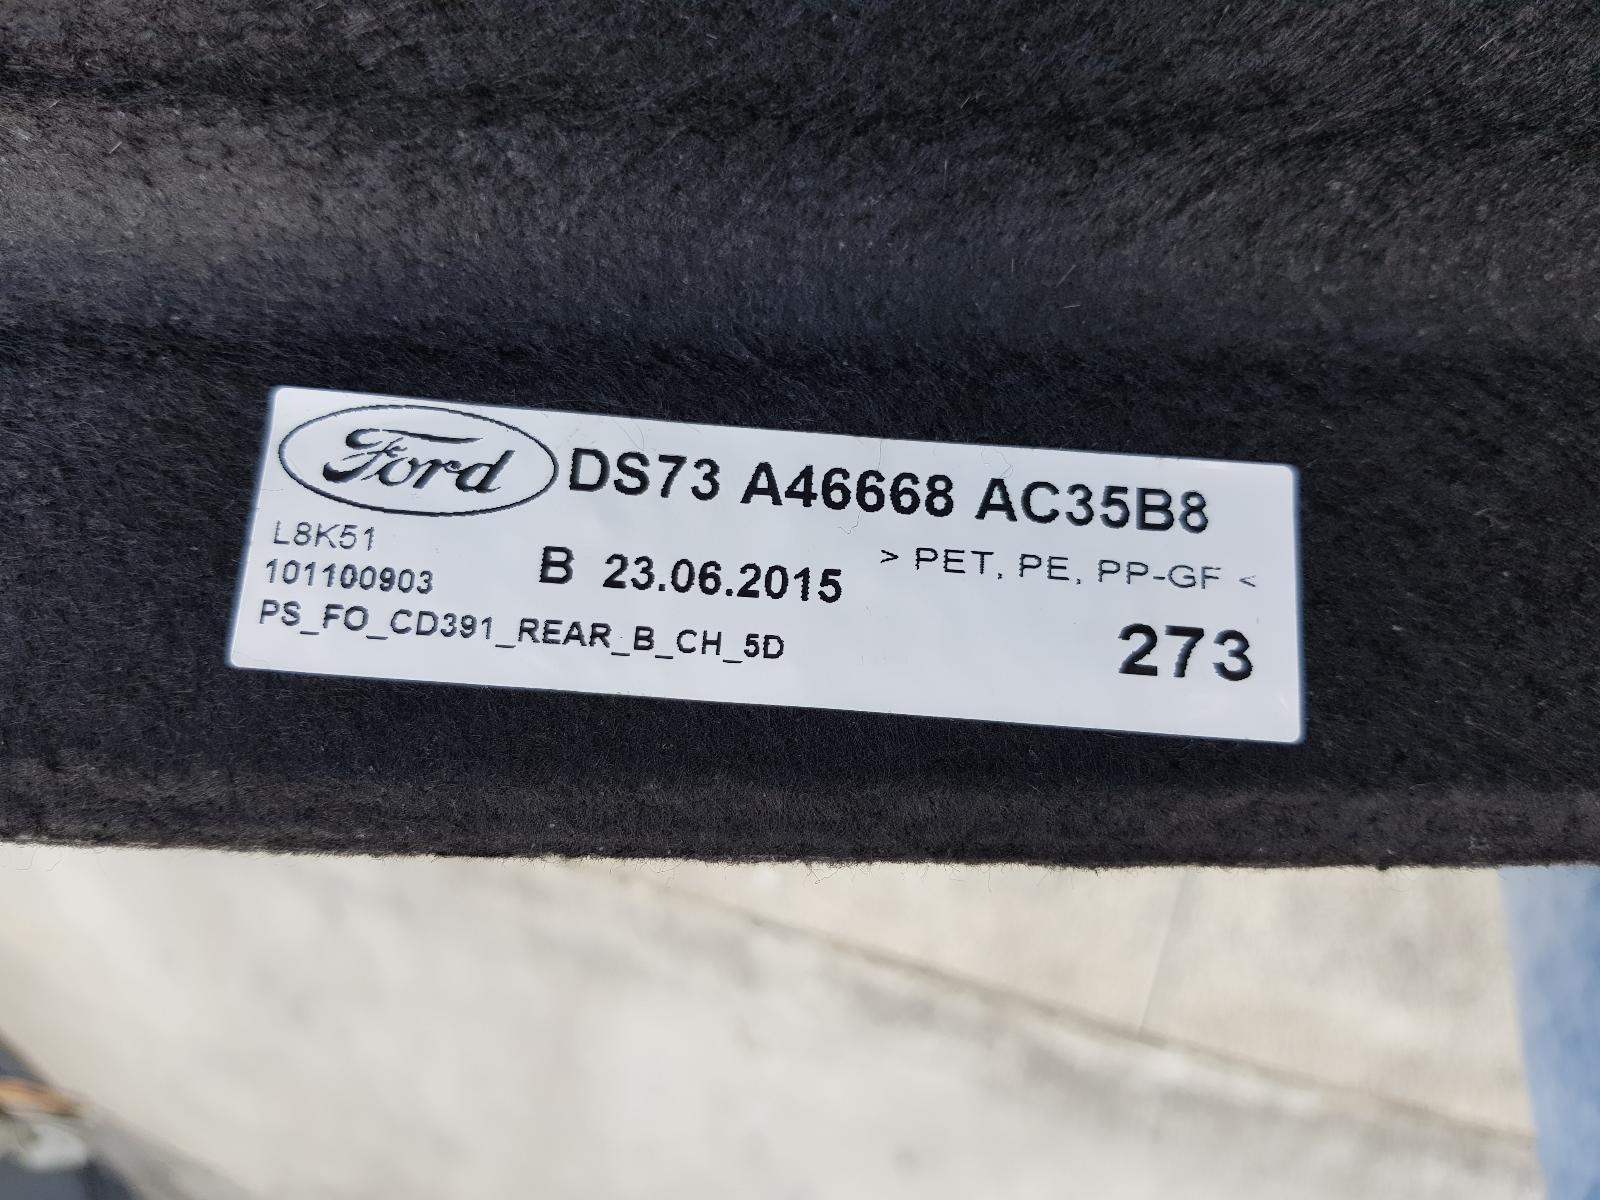 Ford DS73 A46668 AC35B8
L8K51
101100903 B 23.06.2015 > PET, PE, PP-GF <
PS_FO_CD391_REAR_B_CH_5D 273